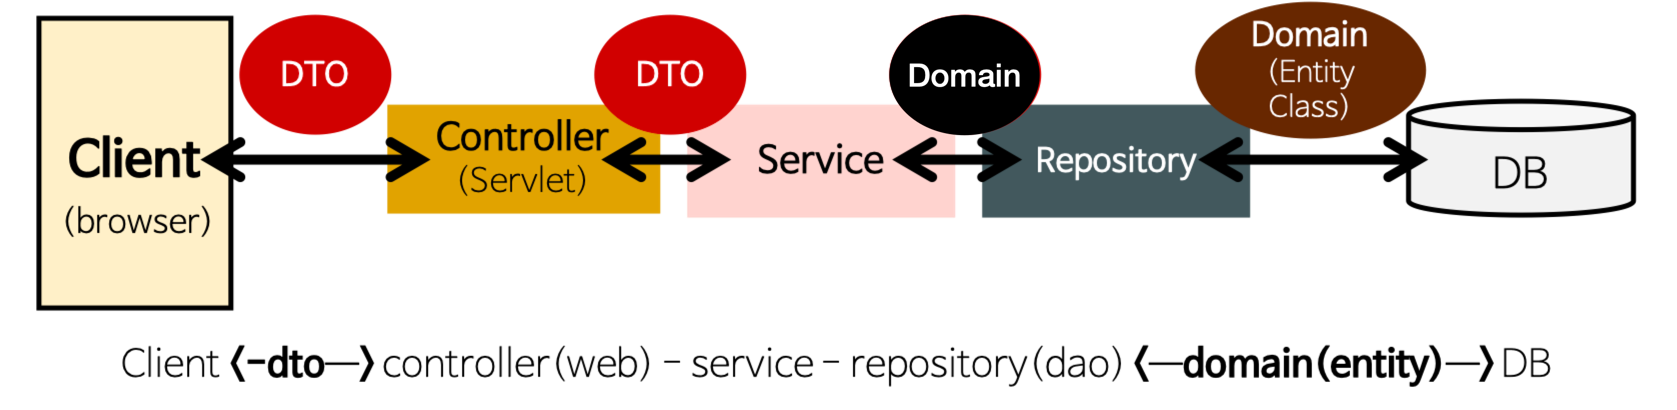 DTO
DTO
Domain
Domain
(Entity
Class)
Client
(browser)
Controller
(Servlet)
Service
Repository
DB
Client <-dto—> controller(web) - service - repository(dao) <—domain(entity)—> DB